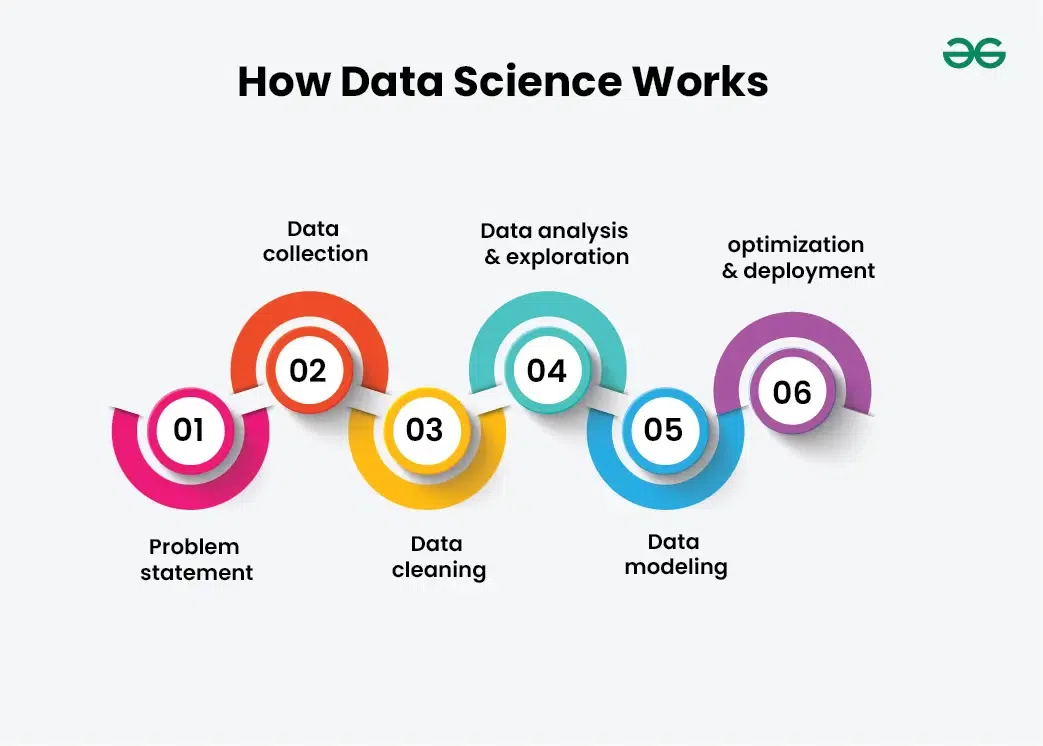 How Data Science Works
01
Problem
statement
02
Data
collection
03
Data
cleaning
04
Data analysis
& exploration
05
Data
modeling
06
optimization
& deployment